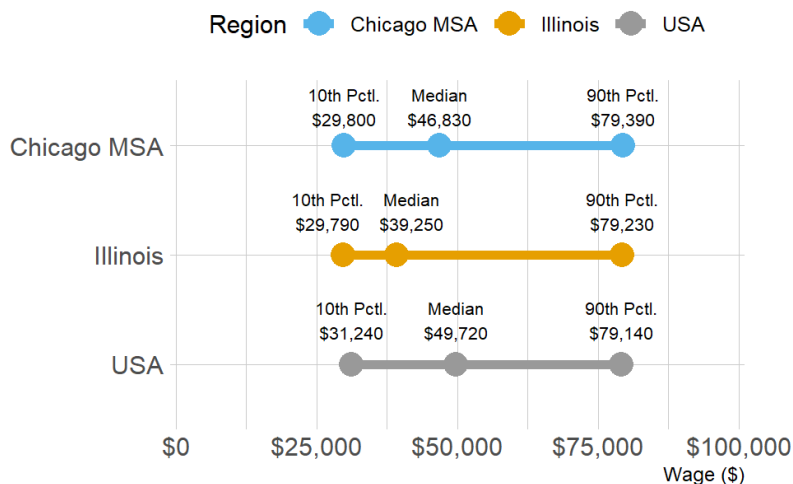 Region Chicago MSA Illinois USA
10th Pctl. Median 90th Pctl.
$29,800 $46,830 $79,390
Chicago MSA
10th Pctl. Median 90th Pctl.
$29,790 $39,250 $79,230
Illinois
10th Pctl. Median 90th Pctl.
$31,240 $49,720 $79,140
USA
$0 $25,000 $50,000 $75,000 $100,000
Wage ($)